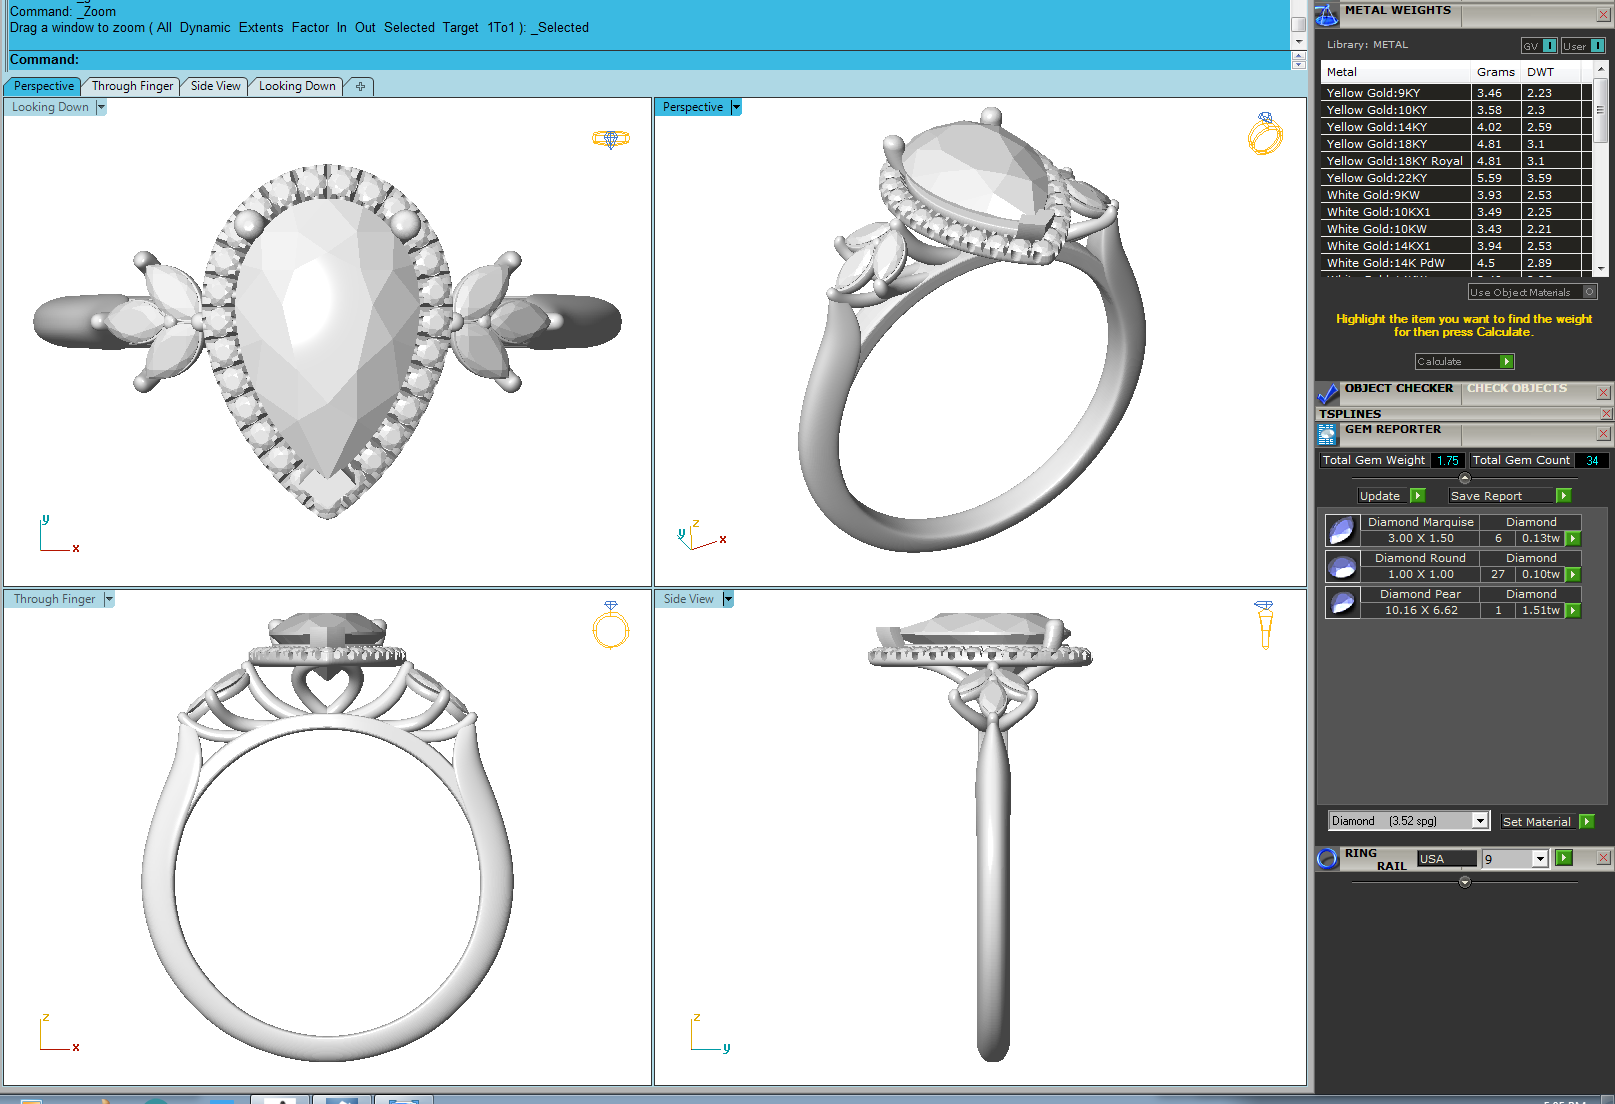 Command: _Zoom
Drag a window to zoom ( All Dynamic Extents Factor In Out Selected Target 1To1 ): _Selected
Command:
Perspective Through Finger Side View Looking Down
Looking Down
Perspective
y
x
z
y
x
Through Finger
Side View
z
x
z
y
METAL WEIGHTS
Library: METAL
GV I User I
Metal Grams DWT
Yellow Gold:9KY 3.46 2.23
Yellow Gold:10KY 3.58 2.3
Yellow Gold:14KY 4.02 2.59
Yellow Gold:18KY 4.81 3.1
Yellow Gold:18KY Royal 4.81 3.1
Yellow Gold:22KY 5.59 3.59
White Gold:9KW 3.93 2.53
White Gold:10KX1 3.49 2.25
White Gold:10KW 3.43 2.21
White Gold:14KX1 3.94 2.53
White Gold:14K PdW 4.5 2.89
Use Object Materials
Highlight the item you want to find the weight
for then press Calculate.
Calculate
OBJECT CHECKER CHECK OBJECTS
TSPLINES
GEM REPORTER
Total Gem Weight 1.75 Total Gem Count 34
Update Save Report
Diamond Marquise Diamond
3.00 X 1.50 6 0.13tw
Diamond Round Diamond
1.00 X 1.00 27 0.10tw
Diamond Pear Diamond
10.16 X 6.62 1 1.51tw
Diamond (3.52 spg) Set Material
RING
RAIL USA 9